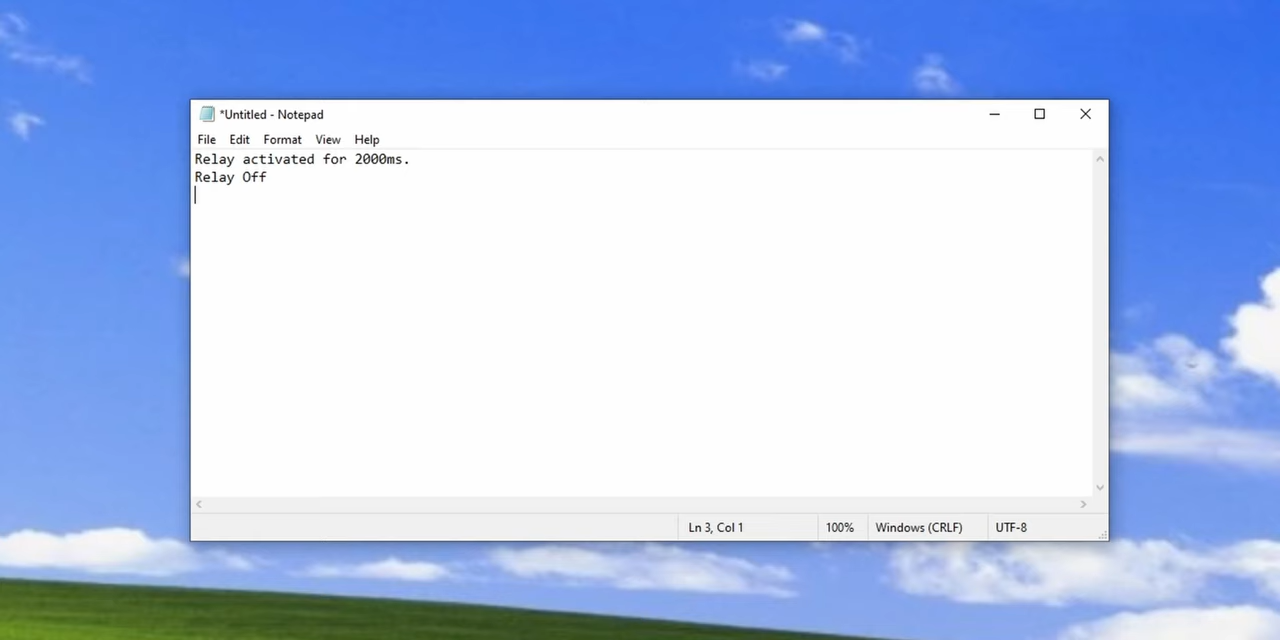 *Untitled - Notepad
File Edit Format View Help
Relay activated for 2000ms.
Relay Off
Ln 3, Col 1 100% Windows (CRLF) UTF-8